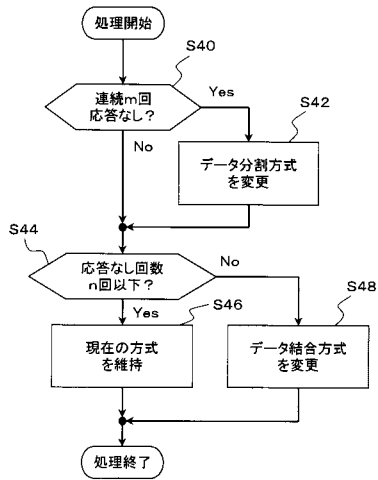 処理開始
S40
連続m回
応答なし?
Yes
S42
No
データ分割方式
を変更
S44
応答なし回数
n回以下?
No
Yes
S46
S48
現在の方式
を維持
データ結合方式
を変更
処理終了